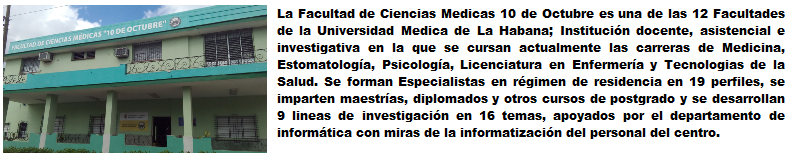 FACULTAD DE CIENCIAS MEDICAS "10 DE OCTUBRE"
La Facultad de Ciencias Medicas 10 de Octubre es una de las 12 Facultades
de la Universidad Medica de La Habana; Institución docente, asistencial e
investigativa en la que se cursan actualmente las carreras de Medicina,
Estomatología, Psicología, Licenciatura en Enfermería y Tecnologias de la
Salud. Se forman Especialistas en régimen de residencia en 19 perfiles, se
imparten maestrías, diplomados y otros cursos de postgrado y se desarrollan
9 lineas de investigación en 16 temas, apoyados por el departamento de
informática con miras de la informatización del personal del centro.